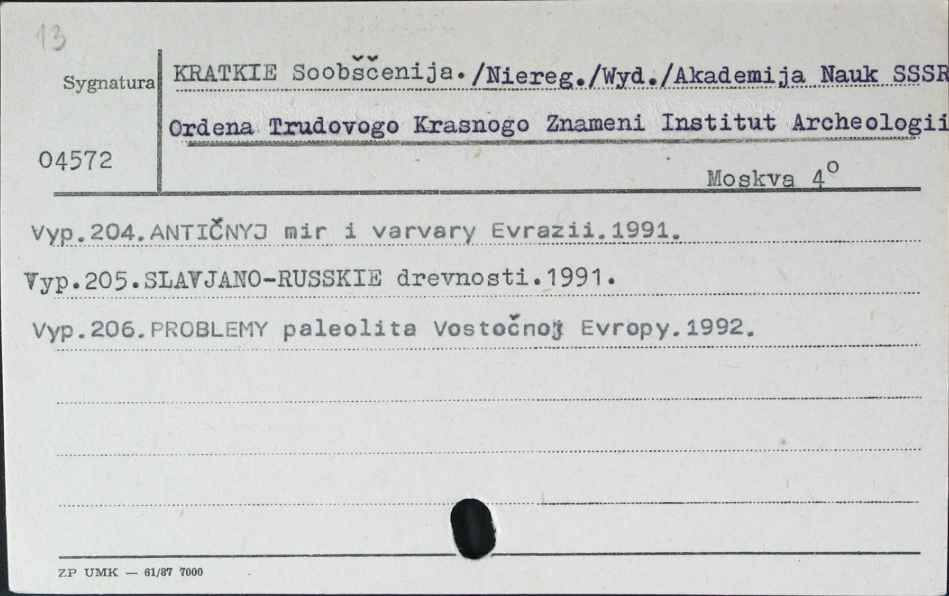 13
Sygnatura
KRATKIE Soobščenija./Niereg./Wyd./Akademija Nauk SSSR
Ordena Trudovogo Krasnogo Znameni Institut Archeologii
04572
Moskva 4°
Vyp.204.ANTIČNYJ mir i varvary Evrazii.1991.
Vyp.205.SLAVJANO-RUSSKIE drevnosti.1991.
Vyp.206.PROBLEMY paleolita Vostočnoj Evropy.1992.
ZP UMK — 61/87 7000